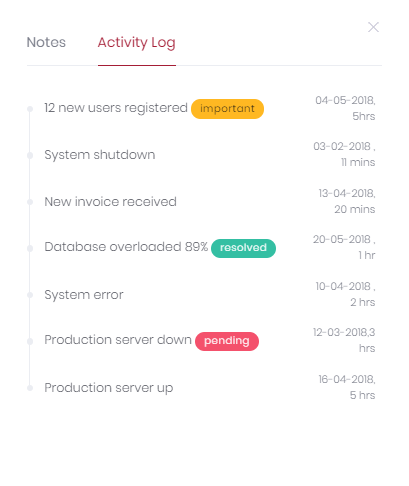 Notes
Activity Log
12 new users registered important
04-05-2018,
5hrs
System shutdown
03-02-2018 ,
11 mins
New invoice received
13-04-2018,
20 mins
Database overloaded 89% resolved
20-05-2018 ,
1 hr
System error
10-04-2018 ,
2 hrs
Production server down pending
12-03-2018,3
hrs
Production server up
16-04-2018,
5 hrs